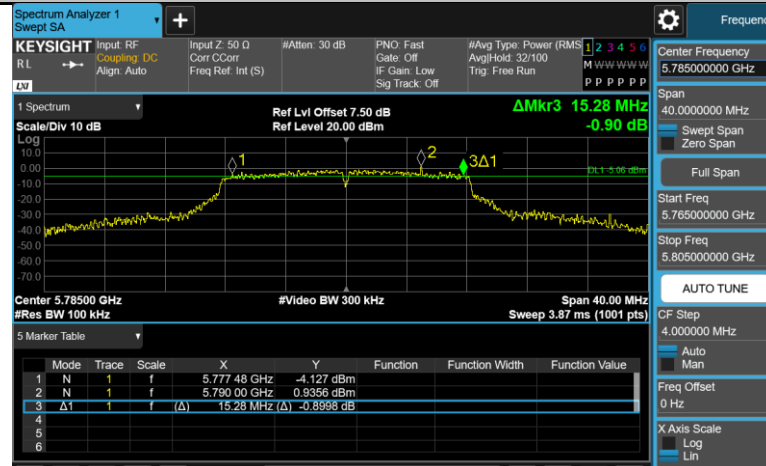 Spectrum Analyzer 1
Swept SA
+
Frequenc
KEYSIGHT Input: RF Input Z: 50 Ω #Atten: 30 dB PNO: Fast #Avg Type: Power (RMS 1 2 3 4 5 6
RL Coupling: DC Corr CCorr Gate: Off Avg|Hold: 32/100 M W W W W W
Align: Auto Freq Ref: Int (S) IF Gain: Low Trig: Free Run
Sig Track: Off P P P P P P
LXI
Center Frequency
5.785000000 GHz
Span
40.0000000 MHz
Swept Span
Zero Span
Full Span
Start Freq
5.765000000 GHz
Stop Freq
5.805000000 GHz
AUTO TUNE
CF Step
4.000000 MHz
Auto
Man
Freq Offset
0 Hz
X Axis Scale
Log
Lin
1 Spectrum Ref Lvl Offset 7.50 dB ΔMkr3 15.28 MHz
Scale/Div 10 dB Ref Level 20.00 dBm -0.90 dB
Log
10.0
0.00
-10.0
-20.0
-30.0
-40.0
-50.0
-60.0
-70.0
1
2
3Δ1
DL1 -5.06 dBm
Center 5.78500 GHz #Video BW 300 kHz Span 40.00 MHz
#Res BW 100 kHz Sweep 3.87 ms (1001 pts)
5 Marker Table
Mode Trace Scale X Y Function Function Width Function Value
1 N 1 f 5.777 48 GHz -4.127 dBm
2 N 1 f 5.790 00 GHz 0.9356 dBm
3 Δ1 1 f (Δ) 15.28 MHz (Δ) -0.8998 dB
4
5
6